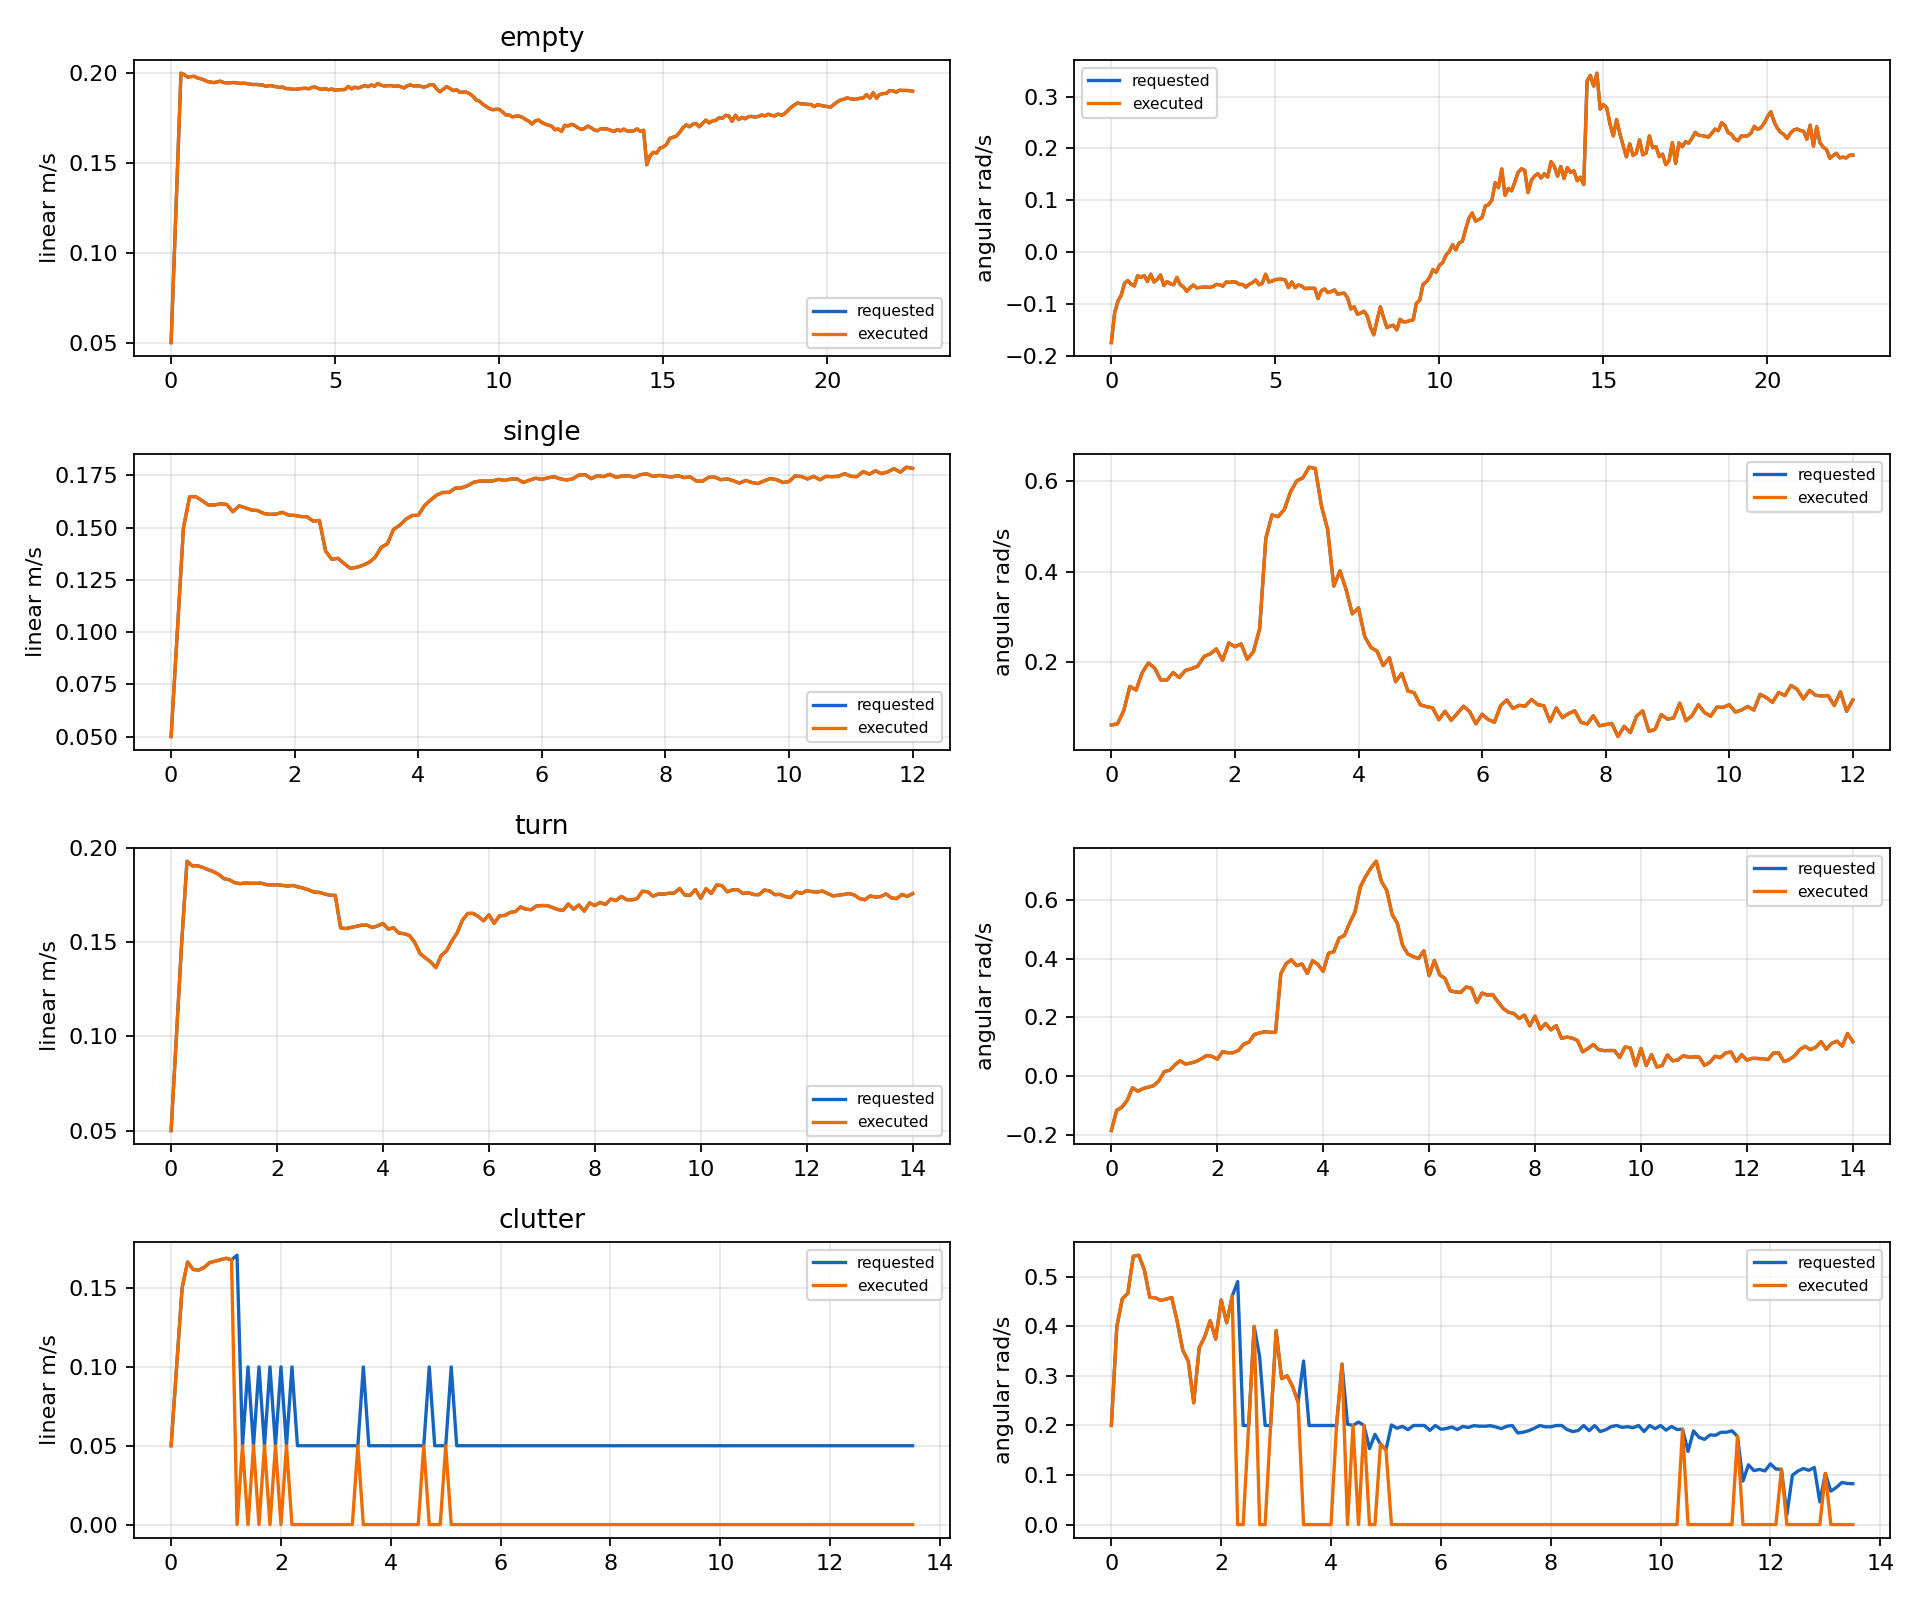 empty
linear m/s
0.20
0.15
0.10
0.05
0 5 10 15 20
requested
executed
angular rad/s
0.3
0.2
0.1
0.0
−0.1
−0.2
0 5 10 15 20
requested
executed
single
linear m/s
0.175
0.150
0.125
0.100
0.075
0.050
0 2 4 6 8 10 12
requested
executed
angular rad/s
0.6
0.4
0.2
0 2 4 6 8 10 12
requested
executed
turn
linear m/s
0.20
0.15
0.10
0.05
0 2 4 6 8 10 12 14
requested
executed
angular rad/s
0.6
0.4
0.2
0.0
−0.2
0 2 4 6 8 10 12 14
requested
executed
clutter
linear m/s
0.15
0.10
0.05
0.00
0 2 4 6 8 10 12 14
requested
executed
angular rad/s
0.5
0.4
0.3
0.2
0.1
0.0
0 2 4 6 8 10 12 14
requested
executed